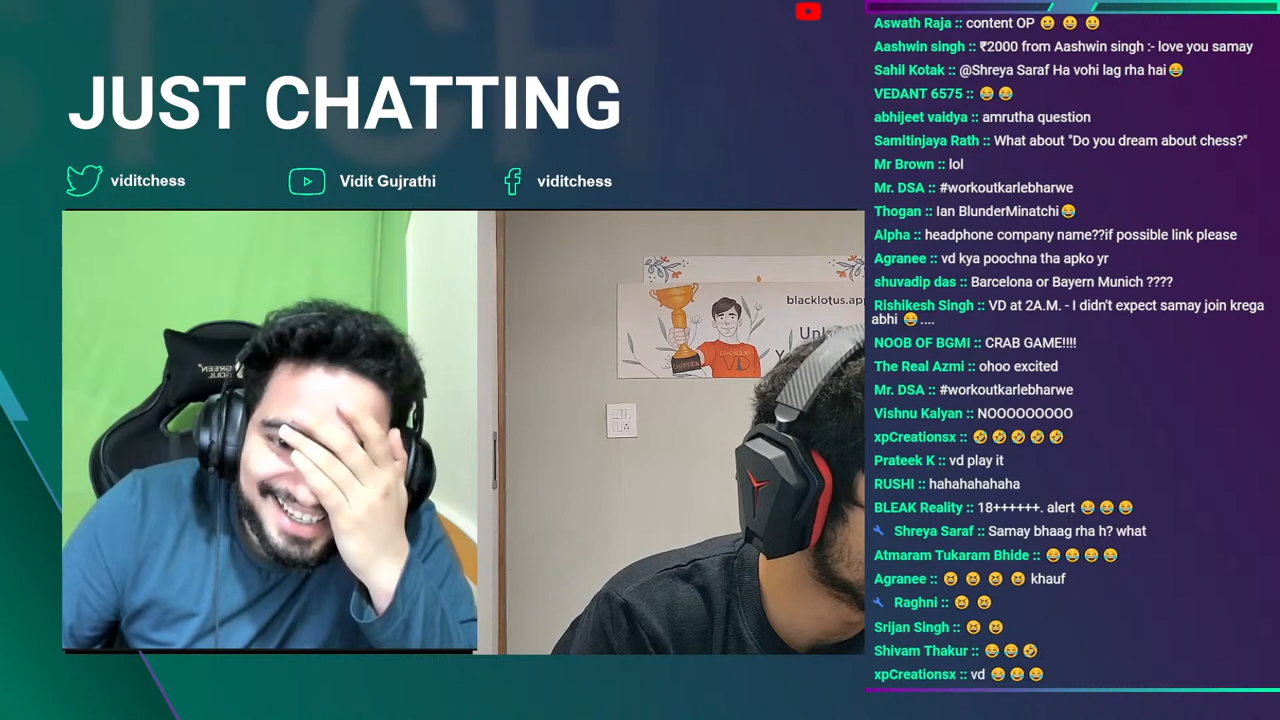 JUST CHATTING
viditchess
Vidit Gujrathi
viditchess
blacklotus.app
CHAMPION
COACHED BY
VD
Aswath Raja :: content OP 😀 😀 😀
Aashwin singh :: ₹2000 from Aashwin singh :- love you samay
Sahil Kotak :: @Shreya Saraf Ha vohi lag rha hai😂
VEDANT 6575 :: 😂 😂
abhijeet vaidya :: amrutha question
Samitinjaya Rath :: What about "Do you dream about chess?"
Mr Brown :: lol
Mr. DSA :: #workoutkarlebharwe
Thogan :: Ian BlunderMinatchi😂
Alpha :: headphone company name??if possible link please
Agranee :: vd kya poochna tha apko yr
shuvadip das :: Barcelona or Bayern Munich ????
Rishikesh Singh :: VD at 2A.M. - I didn't expect samay join krega
abhi 😂....
NOOB OF BGMI :: CRAB GAME!!!!
The Real Azmi :: ohoo excited
Mr. DSA :: #workoutkarlebharwe
Vishnu Kalyan :: NOOOOOOOOO
xpCreationsx :: 🤣 🤣 🤣 🤣 🤣
Prateek K :: vd play it
RUSHI :: hahahahahaha
BLEAK Reality :: 18++++++. alert 😂 😂 😂
Shreya Saraf :: Samay bhaag rha h? what
Atmaram Tukaram Bhide :: 😂 😂 😂 😂
Agranee :: 😆 😆 😆 😆 khauf
Raghni :: 😆 😆
Srijan Singh :: 😆 😆
Shivam Thakur :: 😂 😂 🤣
xpCreationsx :: vd 😂 😂 😂